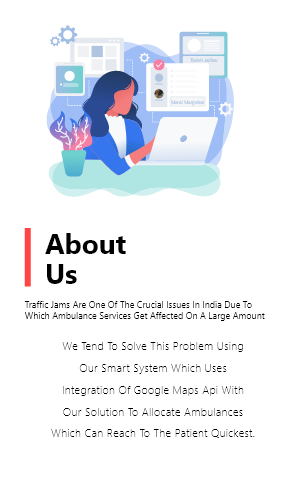 About
Us
Traffic Jams Are One Of The Crucial Issues In India Due To
Which Ambulance Services Get Affected On A Large Amount
We Tend To Solve This Problem Using
Our Smart System Which Uses
Integration Of Google Maps Api With
Our Solution To Allocate Ambulances
Which Can Reach To The Patient Quickest.